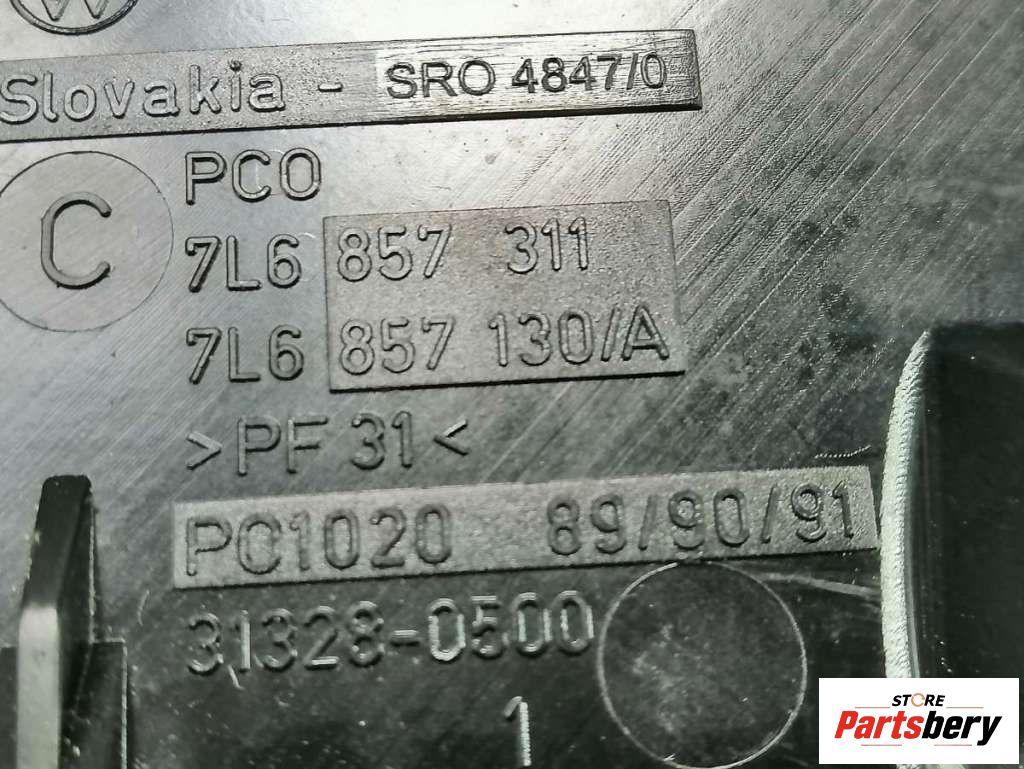 Slovakia - SRO 4847/0
C
PCO
7L6 857 311
7L6 857 130/A
>PF 31<
PO1020 89/90/91
31328-0500
1
STORE
Partsbery